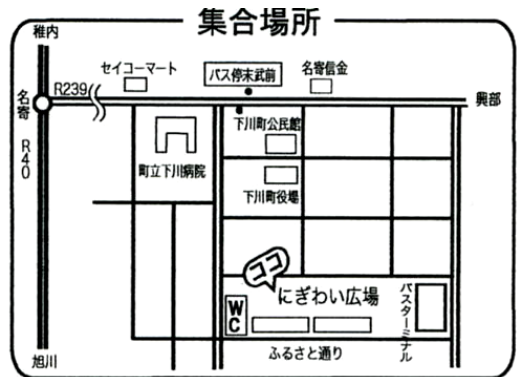 集合場所
稚内
セイコーマート
バス停末武前
名寄信金
R239
名寄
興部
R40
下川町公民館
町立下川病院
下川町役場
ココ
にぎわい広場
WC
バスターミナル
ふるさと通り
旭川